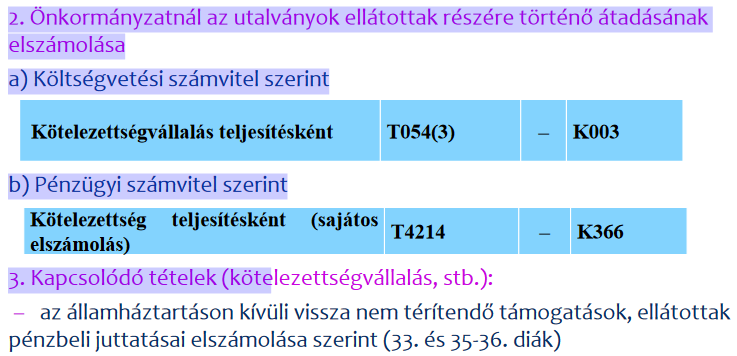 2. Önkormányzatnál az utalványok ellátottak részére történő átadásának
elszámolása
a) Költségvetési számvitel szerint
Kötelezettségvállalás teljesítésként T054(3) – K003
b) Pénzügyi számvitel szerint
Kötelezettség teljesítésként (sajátos
elszámolás) T4214 – K366
3. Kapcsolódó tételek (kötelezettségvállalás, stb.):
– az államháztartáson kívüli vissza nem térítendő támogatások, ellátottak
pénzbeli juttatásai elszámolása szerint (33. és 35-36. diák)